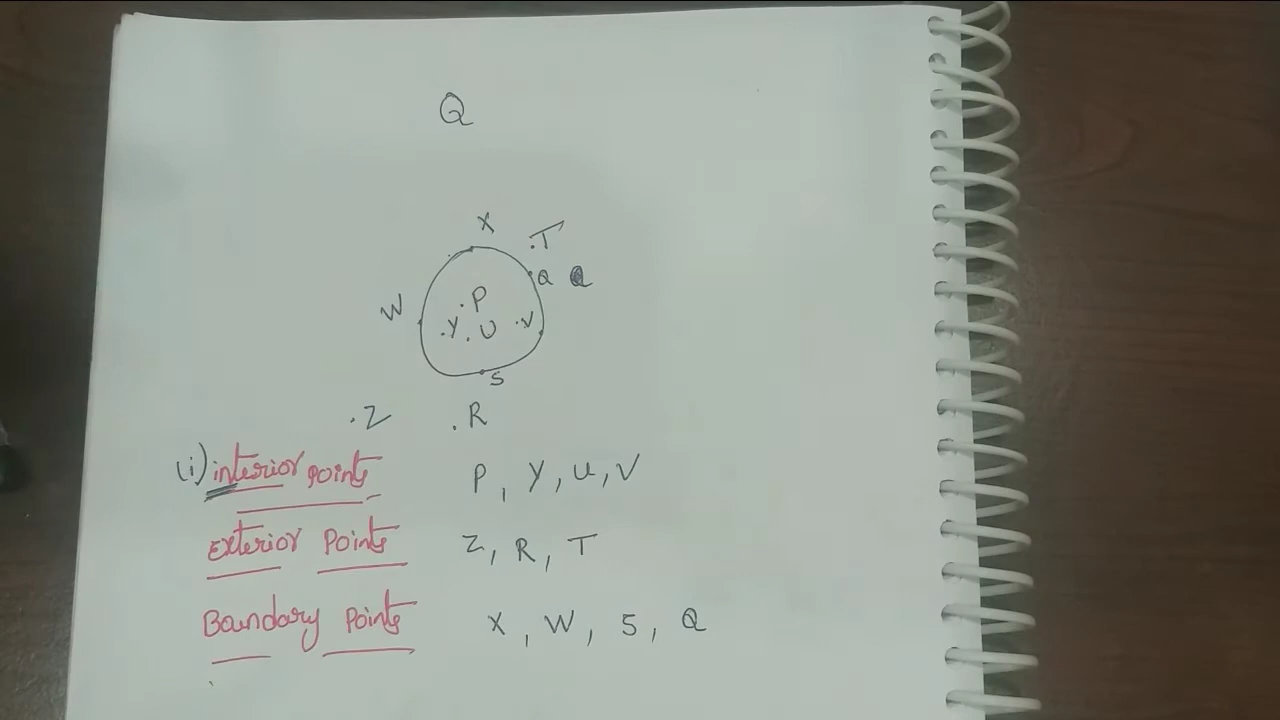 Q
X
.T
Q
W
.P
.Y .U .V
S
.Z .R
(i) interior points P, Y, U, V
Exterior Points Z, R, T
Boundary Points X, W, S, Q